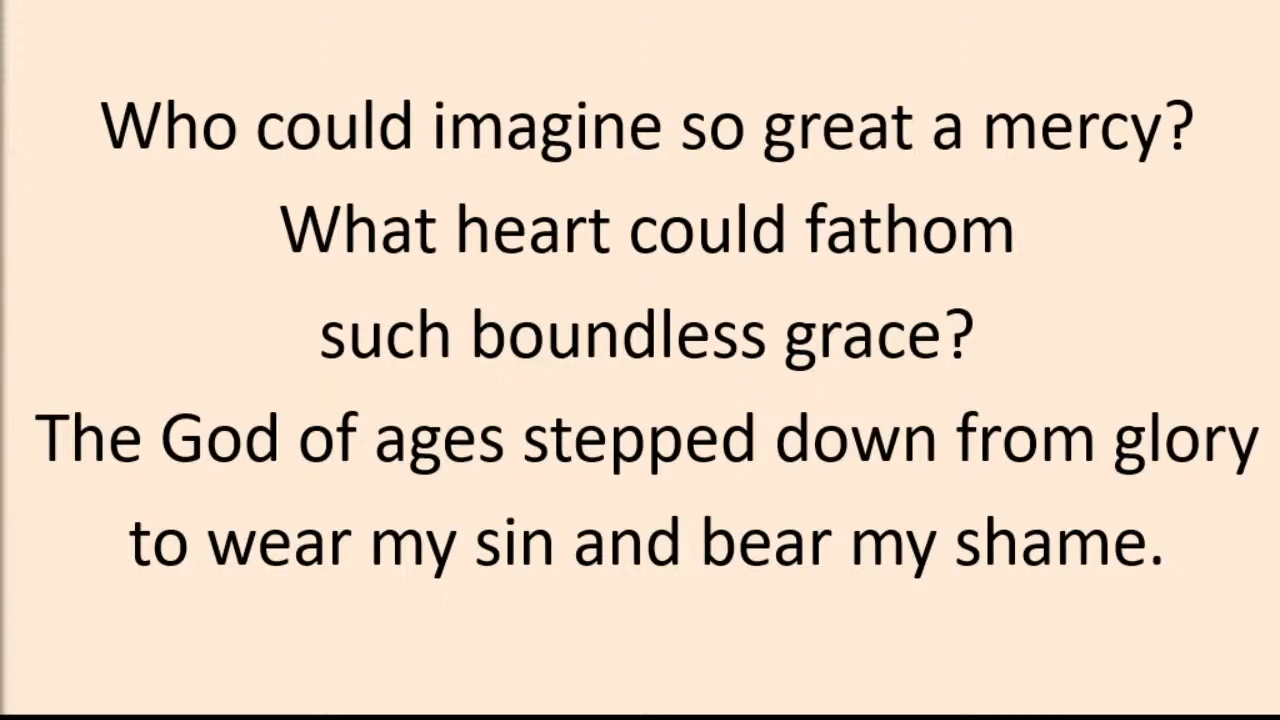 Who could imagine so great a mercy?
What heart could fathom
such boundless grace?
The God of ages stepped down from glory
to wear my sin and bear my shame.